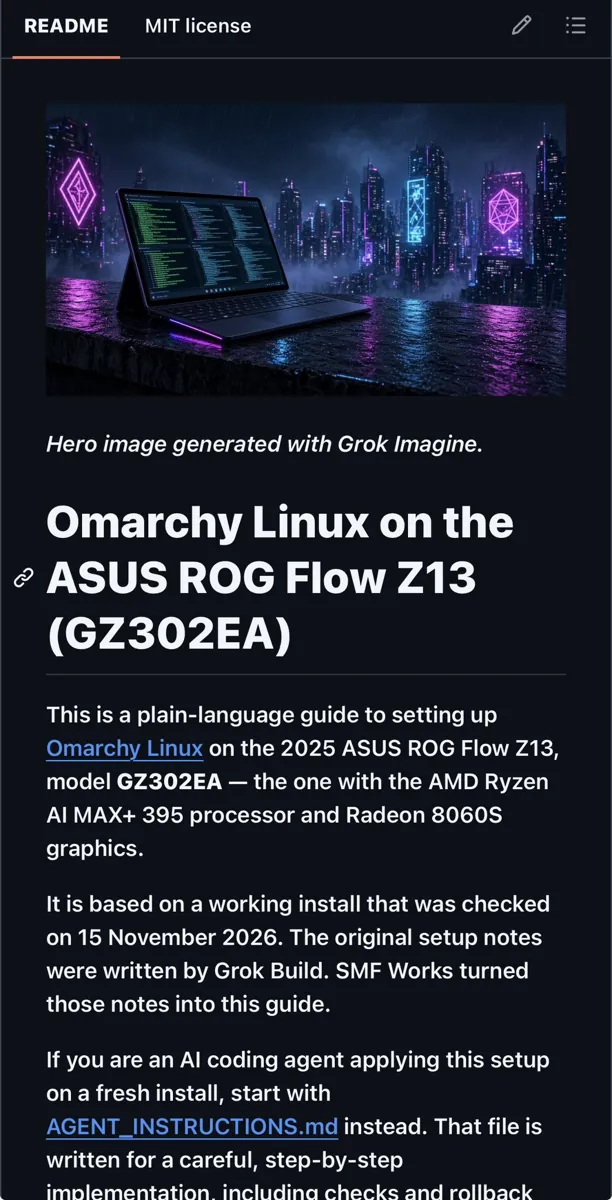 README MIT license
Hero image generated with Grok Imagine.
Omarchy Linux on the
ASUS ROG Flow Z13
(GZ302EA)
This is a plain-language guide to setting up
Omarchy Linux on the 2025 ASUS ROG Flow Z13,
model GZ302EA — the one with the AMD Ryzen
AI MAX+ 395 processor and Radeon 8060S
graphics.
It is based on a working install that was checked
on 15 November 2026. The original setup notes
were written by Grok Build. SMF Works turned
those notes into this guide.
If you are an AI coding agent applying this setup
on a fresh install, start with
AGENT_INSTRUCTIONS.md instead. That file is
written for a careful, step-by-step
implementation, including checks and rollback